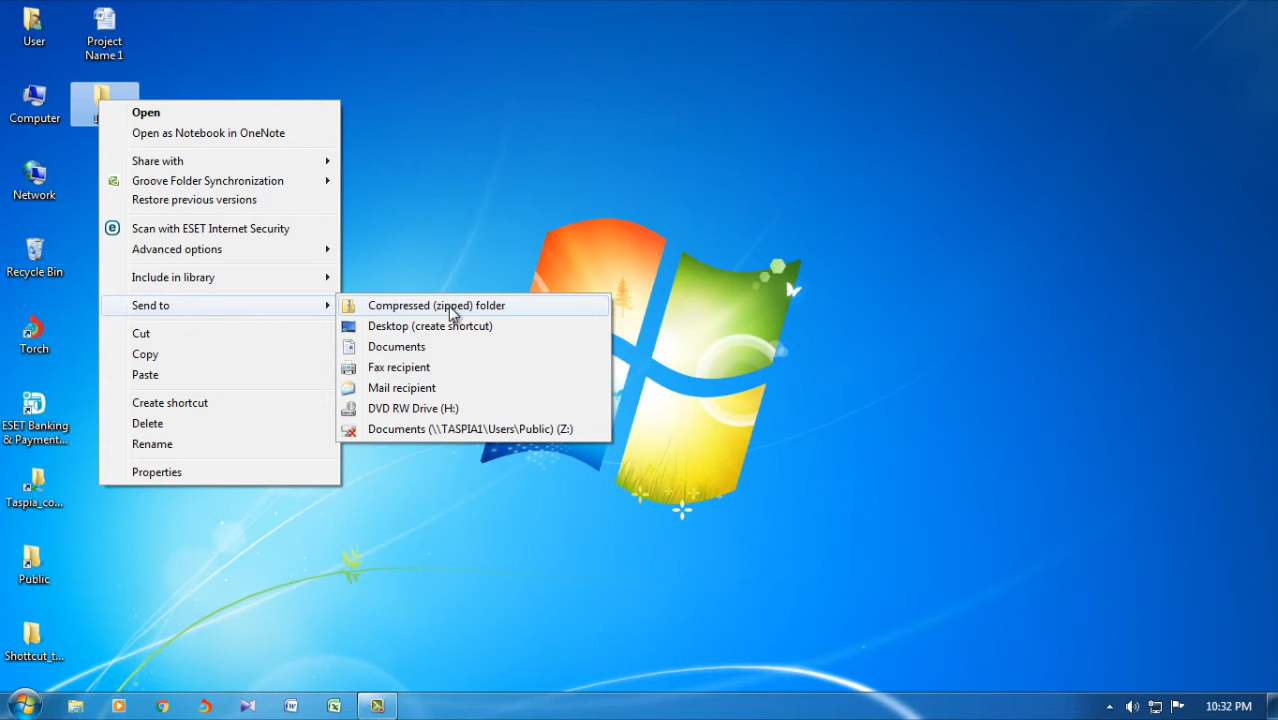 User
Project
Name 1
Computer
Network
Recycle Bin
Torch
ESET Banking
& Payment...
Taspia_co...
Public
Shottcut_t...
Open
Open as Notebook in OneNote
Share with
Groove Folder Synchronization
Restore previous versions
Scan with ESET Internet Security
Advanced options
Include in library
Send to
Cut
Copy
Paste
Create shortcut
Delete
Rename
Properties
Compressed (zipped) folder
Desktop (create shortcut)
Documents
Fax recipient
Mail recipient
DVD RW Drive (H:)
Documents (\\TASPIA1\Users\Public) (Z:)
10:32 PM